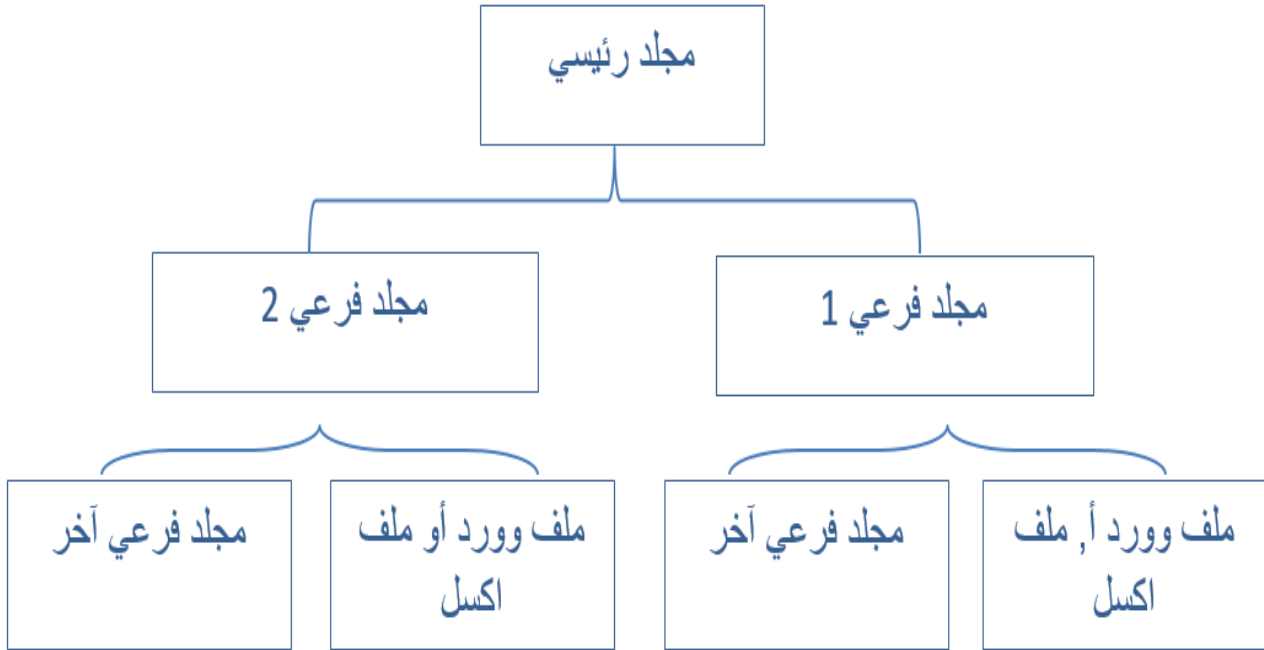 مجلد رئيسي
مجلد فرعي 1
مجلد فرعي 2
ملف وورد أ, ملف
اكسل
مجلد فرعي آخر
ملف وورد أو ملف
اكسل
مجلد فرعي آخر